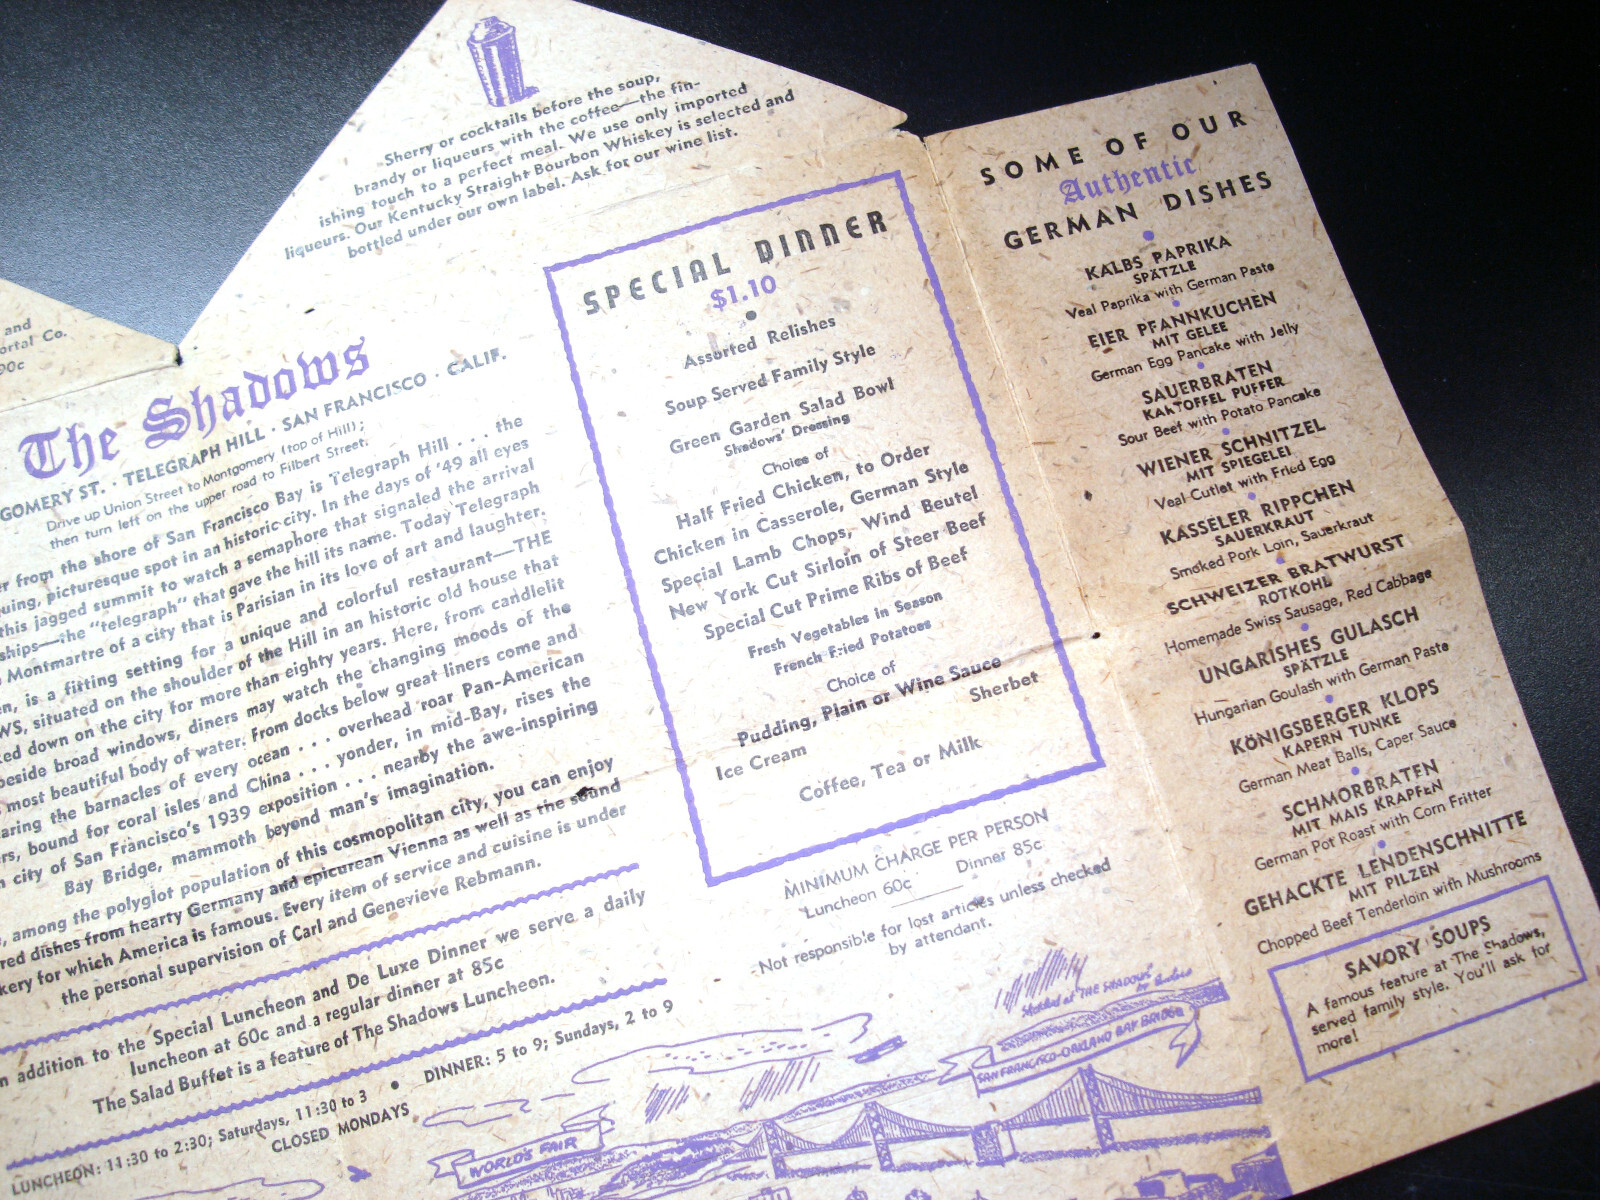 Sherry or cocktails before the soup,
brandy or liqueurs with the coffee—the fin-
ishing touch to a perfect meal. We use only imported
liqueurs. Our Kentucky Straight Bourbon Whiskey is selected and
bottled under our own label. Ask for our wine list.
and
ortal Co.
00c
The Shadows
GOMERY ST. · TELEGRAPH HILL · SAN FRANCISCO · CALIF.
Drive up Union Street to Montgomery (top of Hill);
then turn left on the upper road to Filbert Street.
from the shore of San Francisco Bay is Telegraph Hill . . . the
picturesque spot in an historic city. In the days of '49 all eyes
this jagged summit to watch a semaphore that signaled the arrival
ships—the "telegraph" that gave the hill its name. Today Telegraph
Montmartre of a city that is Parisian in its love of art and laughter.
is a fitting setting for a unique and colorful restaurant—THE
WS, situated on the shoulder of the Hill in an historic old house that
ked down on the city for more than eighty years. Here, from candlelit
beside broad windows, diners may watch the changing moods of the
most beautiful body of water. From docks below great liners come and
aring the barnacles of every ocean . . . overhead roar Pan-American
rs, bound for coral isles and China . . . yonder, in mid-Bay, rises the
city of San Francisco's 1939 exposition . . . nearby the awe-inspiring
Bay Bridge, mammoth beyond man's imagination.
among the polyglot population of this cosmopolitan city, you can enjoy
red dishes from hearty Germany and epicurean Vienna as well as the sound
kery for which America is famous. Every item of service and cuisine is under
the personal supervision of Carl and Genevieve Rebmann.
n addition to the Special Luncheon and De Luxe Dinner we serve a daily
luncheon at 60c and a regular dinner at 85c
The Salad Buffet is a feature of The Shadows Luncheon.
LUNCHEON: 11:30 to 2:30; Saturdays, 11:30 to 3 • DINNER: 5 to 9; Sundays, 2 to 9
CLOSED MONDAYS
SPECIAL DINNER
$1.10
Assorted Relishes
Soup Served Family Style
Green Garden Salad Bowl
Shadows' Dressing
Choice of
Half Fried Chicken, to Order
Chicken in Casserole, German Style
Special Lamb Chops, Wind Beutel
New York Cut Sirloin of Steer Beef
Special Cut Prime Ribs of Beef
Fresh Vegetables in Season
French Fried Potatoes
Choice of
Pudding, Plain or Wine Sauce
Ice Cream Sherbet
Coffee, Tea or Milk
MINIMUM CHARGE PER PERSON
Luncheon 60c Dinner 85c
Not responsible for lost articles unless checked
by attendant.
Sketched at "THE SHADOWS"
by
SAN FRANCISCO-OAKLAND BAY BRIDGE
WORLD'S FAIR
SOME OF OUR
Authentic
GERMAN DISHES
KALBS PAPRIKA
SPÄTZLE
Veal Paprika with German Paste
EIER PFANNKUCHEN
MIT GELEE
German Egg Pancake with Jelly
SAUERBRATEN
KARTOFFEL PUFFER
Sour Beef with Potato Pancake
WIENER SCHNITZEL
MIT SPIEGELEI
Veal Cutlet with Fried Egg
KASSELER RIPPCHEN
SAUERKRAUT
Smoked Pork Loin, Sauerkraut
SCHWEIZER BRATWURST
ROTKOHL
Homemade Swiss Sausage, Red Cabbage
UNGARISHES GULASCH
SPÄTZLE
Hungarian Goulash with German Paste
KÖNIGSBERGER KLOPS
KAPERN TUNKE
German Meat Balls, Caper Sauce
SCHMORBRATEN
MIT MAIS KRAPFEN
German Pot Roast with Corn Fritter
GEHACKTE LENDENSCHNITTE
MIT PILZEN
Chopped Beef Tenderloin with Mushrooms
SAVORY SOUPS
A famous feature at The Shadows,
served family style. You'll ask for
more!